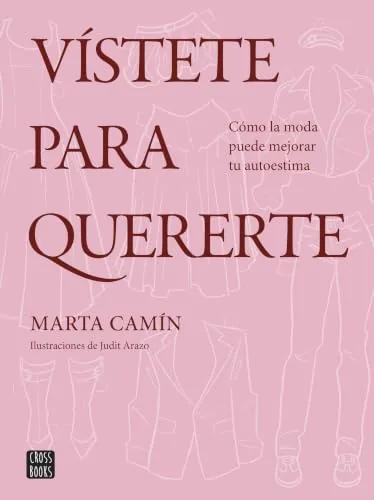 VÍSTETE
PARA
Cómo la moda
puede mejorar
tu autoestima
QUERERTE
MARTA CAMÍN
Ilustraciones de Judit Arazo
CROSS
BOOKS